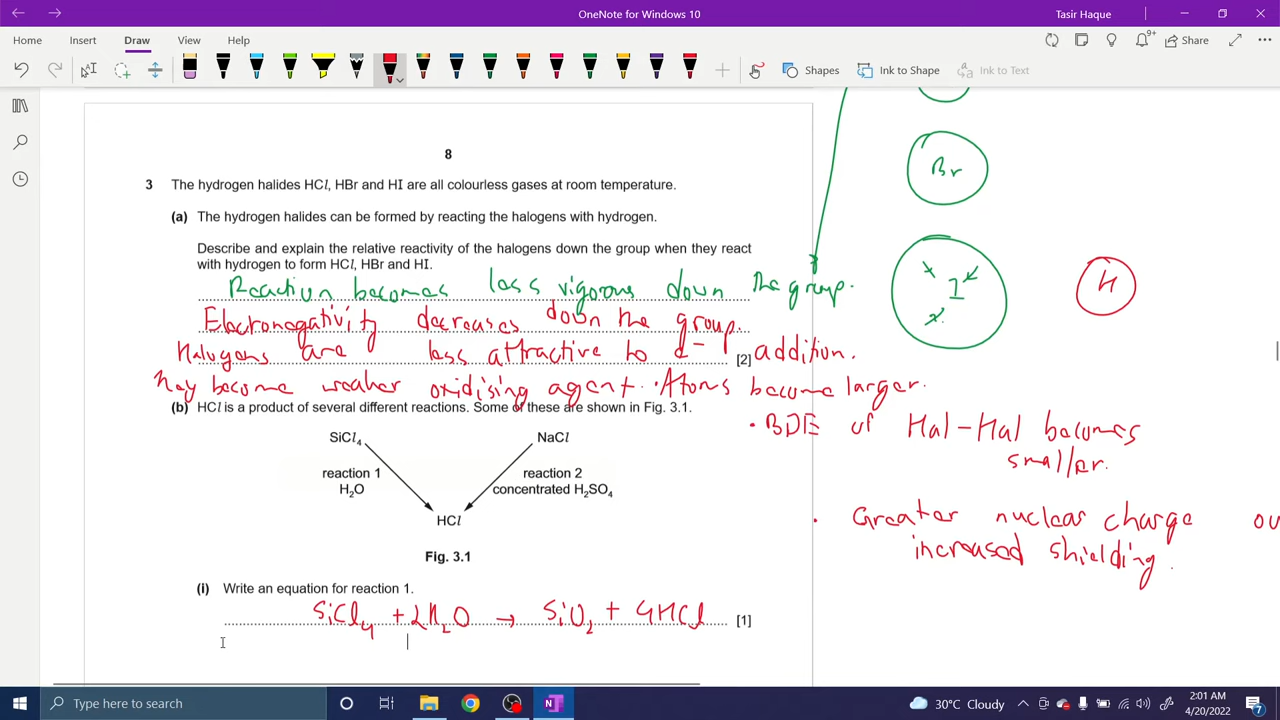 OneNote for Windows 10
Tasir Haque
Home Insert Draw View Help
9+ Share
Shapes Ink to Shape Ink to Text
8
3 The hydrogen halides HCl, HBr and HI are all colourless gases at room temperature.
(a) The hydrogen halides can be formed by reacting the halogens with hydrogen.
Describe and explain the relative reactivity of the halogens down the group when they react
with hydrogen to form HCl, HBr and HI.
Reaction becomes less vigorous down the group.
Electronegativity decreases down the group.
Halogens are less attractive to e- [2] addition.
They become weaker oxidising agent. · Atoms become larger.
(b) HCl is a product of several different reactions. Some of these are shown in Fig. 3.1.
· BDE of Hal-Hal becomes
smaller.
SiCl₄ NaCl
reaction 1 reaction 2
H₂O concentrated H₂SO₄
HCl
Fig. 3.1
· Greater nuclear charge ou
increased shielding.
(i) Write an equation for reaction 1.
SiCl₄ + 2H₂O → SiO₂ + 4HCl [1]
Br
I
H
Type here to search
30°C Cloudy
2:01 AM
4/20/2022
7